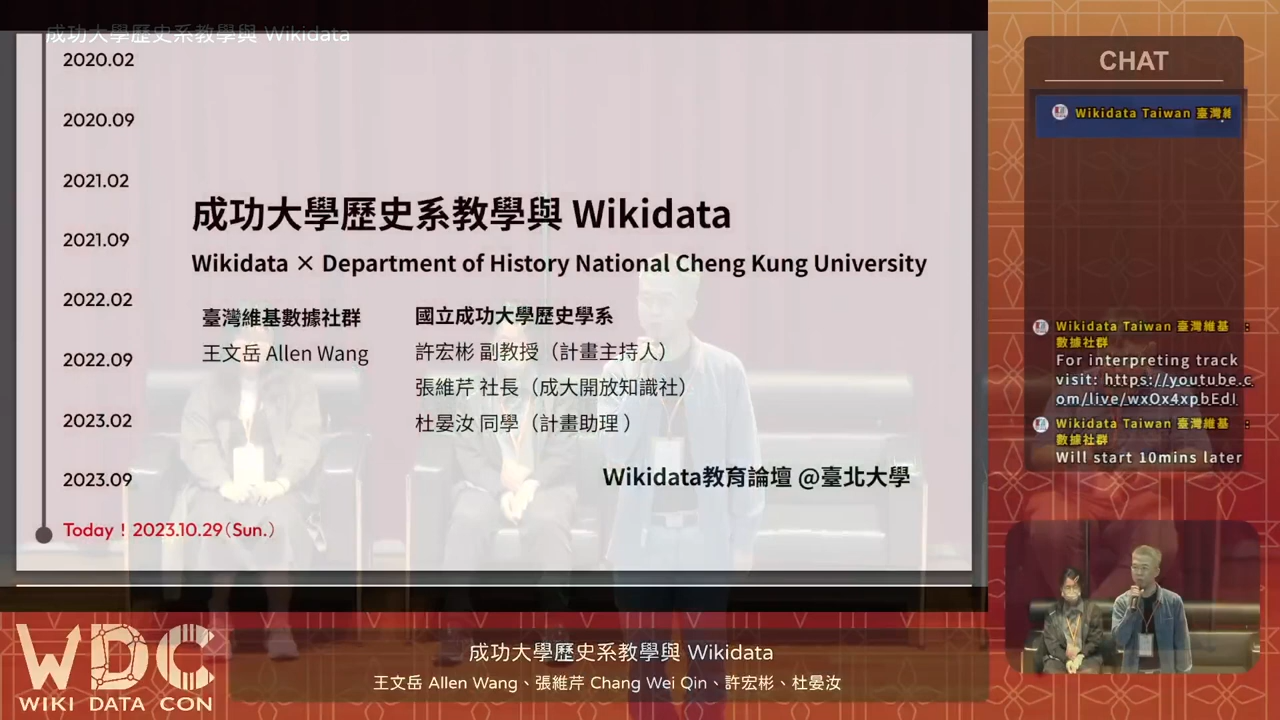 成功大學歷史系教學與 Wikidata
2020.02
2020.09
2021.02
2021.09
2022.02
2022.09
2023.02
2023.09
Today！2023.10.29（Sun.）
成功大學歷史系教學與 Wikidata
Wikidata × Department of History National Cheng Kung University
臺灣維基數據社群
王文岳 Allen Wang
國立成功大學歷史學系
許宏彬 副教授（計畫主持人）
張維芹 社長（成大開放知識社）
杜晏汝 同學（計畫助理 ）
Wikidata教育論壇 @臺北大學
CHAT
Wikidata Taiwan 臺灣維
Wikidata Taiwan 臺灣維基 :
數據社群
For interpreting track
visit: https://youtube.c
om/live/wxOx4xpbEdI
Wikidata Taiwan 臺灣維基 :
數據社群
Will start 10mins later
WDC
WIKI DATA CON
成功大學歷史系教學與 Wikidata
王文岳 Allen Wang、張維芹 Chang Wei Qin、許宏彬、杜晏汝